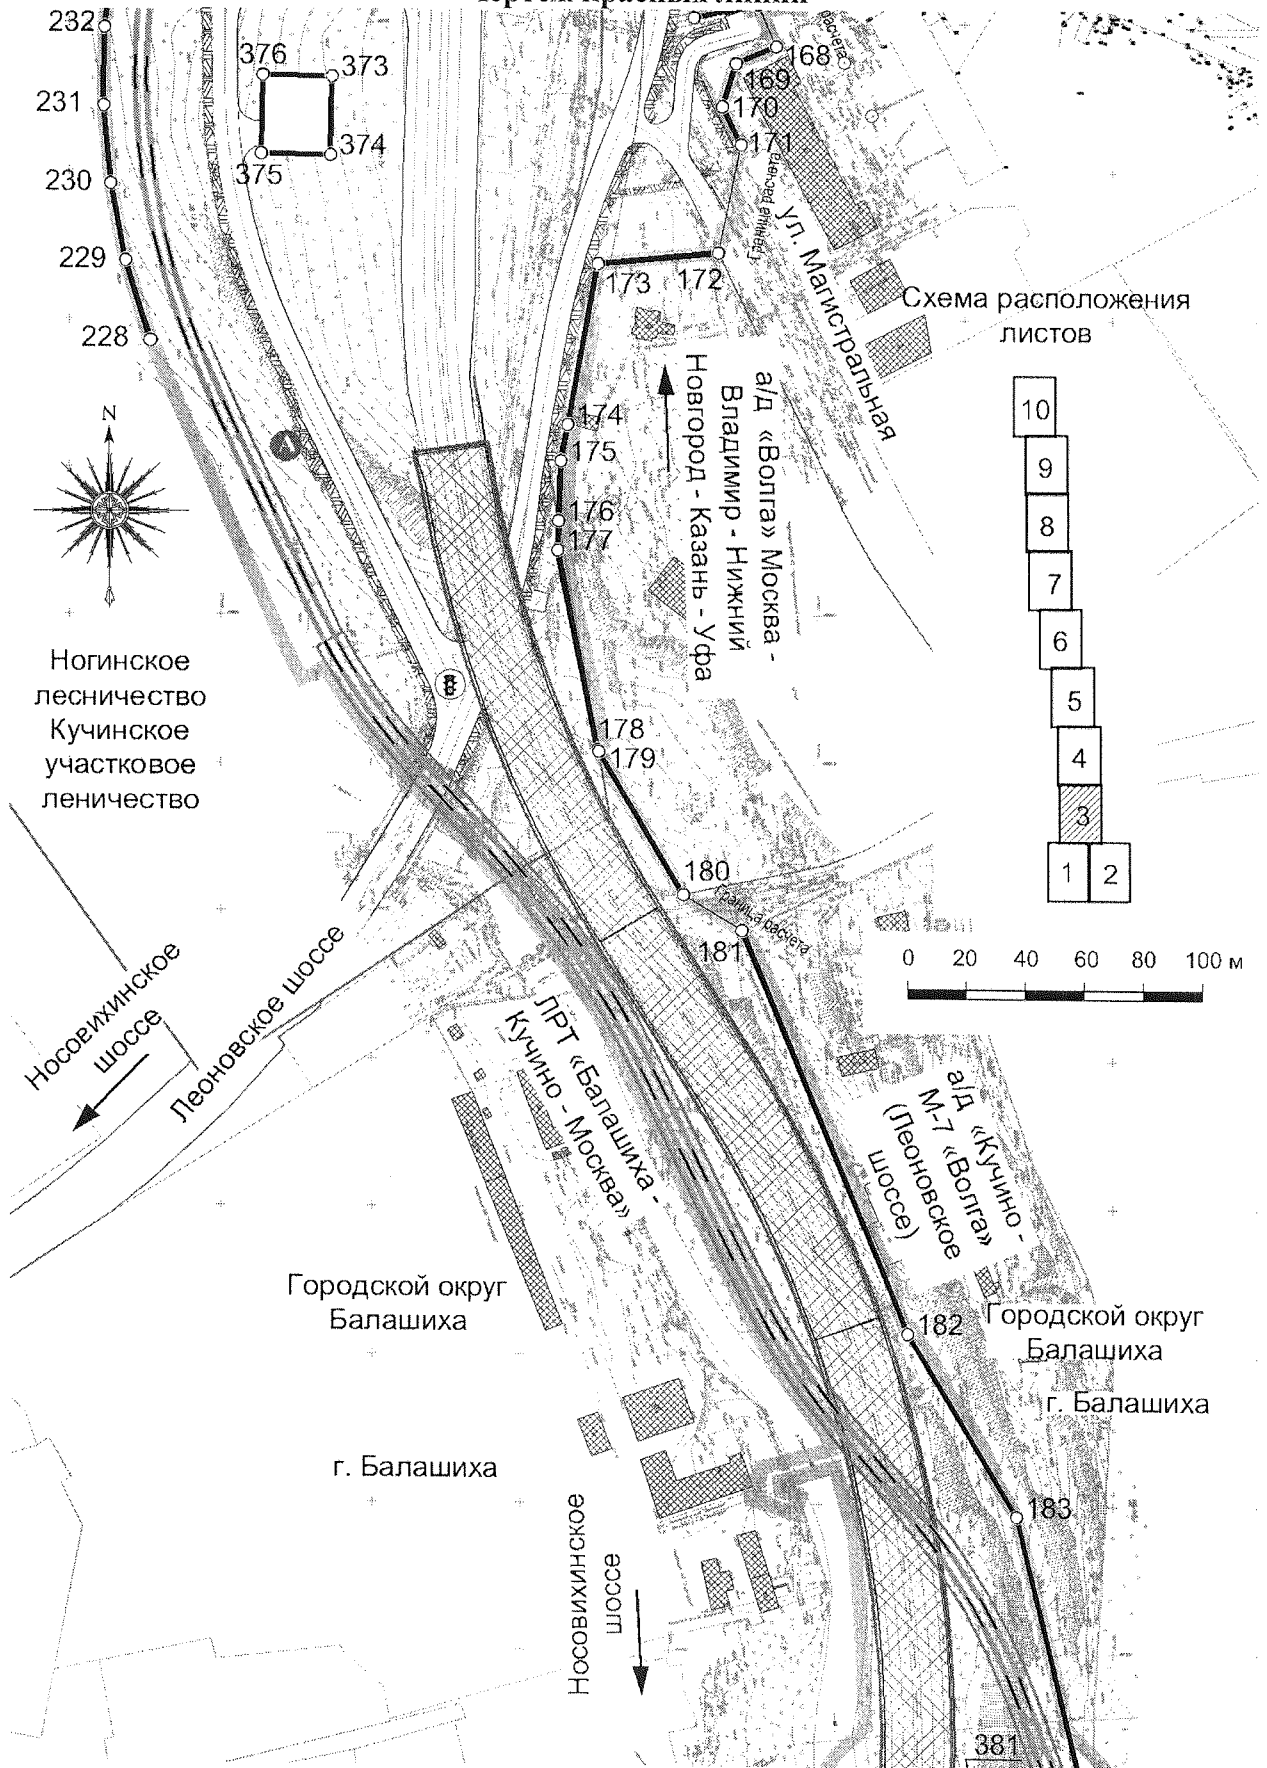 232
376
373
168
231
169
170
171
374
375
230
Граница расчета
ул. Магистральная
229
173
172
228
Схема расположения
листов
N
174
175
176
177
а/д «Волга» Москва -
Владимир - Нижний
Новгород - Казань - Уфа
10
9
8
7
6
5
4
3
1
2
Ногинское
лесничество
Кучинское
участковое
леничество
178
179
180
Граница расчета
181
0 20 40 60 80 100 м
Носовихинское
шоссе
Леоновское шоссе
ЛРТ «Балашиха -
Кучино - Москва»
а/д «Кучино -
М-7 «Волга»
(Леоновское
шоссе)
Городской округ
Балашиха
182
Городской округ
Балашиха
г. Балашиха
г. Балашиха
183
Носовихинское
шоссе
381